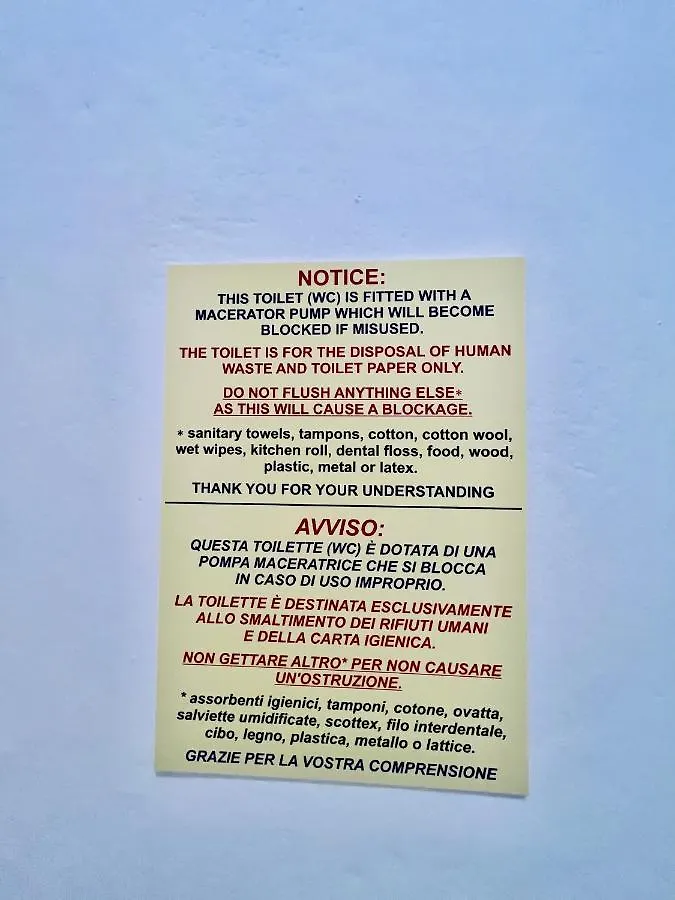 NOTICE:
THIS TOILET (WC) IS FITTED WITH A
MACERATOR PUMP WHICH WILL BECOME
BLOCKED IF MISUSED.
THE TOILET IS FOR THE DISPOSAL OF HUMAN
WASTE AND TOILET PAPER ONLY.
DO NOT FLUSH ANYTHING ELSE*
AS THIS WILL CAUSE A BLOCKAGE.
* sanitary towels, tampons, cotton, cotton wool,
wet wipes, kitchen roll, dental floss, food, wood,
plastic, metal or latex.
THANK YOU FOR YOUR UNDERSTANDING
AVVISO:
QUESTA TOILETTE (WC) È DOTATA DI UNA
POMPA MACERATRICE CHE SI BLOCCA
IN CASO DI USO IMPROPRIO.
LA TOILETTE È DESTINATA ESCLUSIVAMENTE
ALLO SMALTIMENTO DEI RIFIUTI UMANI
E DELLA CARTA IGIENICA.
NON GETTARE ALTRO* PER NON CAUSARE
UN'OSTRUZIONE.
* assorbenti igienici, tamponi, cotone, ovatta,
salviette umidificate, scottex, filo interdentale,
cibo, legno, plastica, metallo o lattice.
GRAZIE PER LA VOSTRA COMPRENSIONE